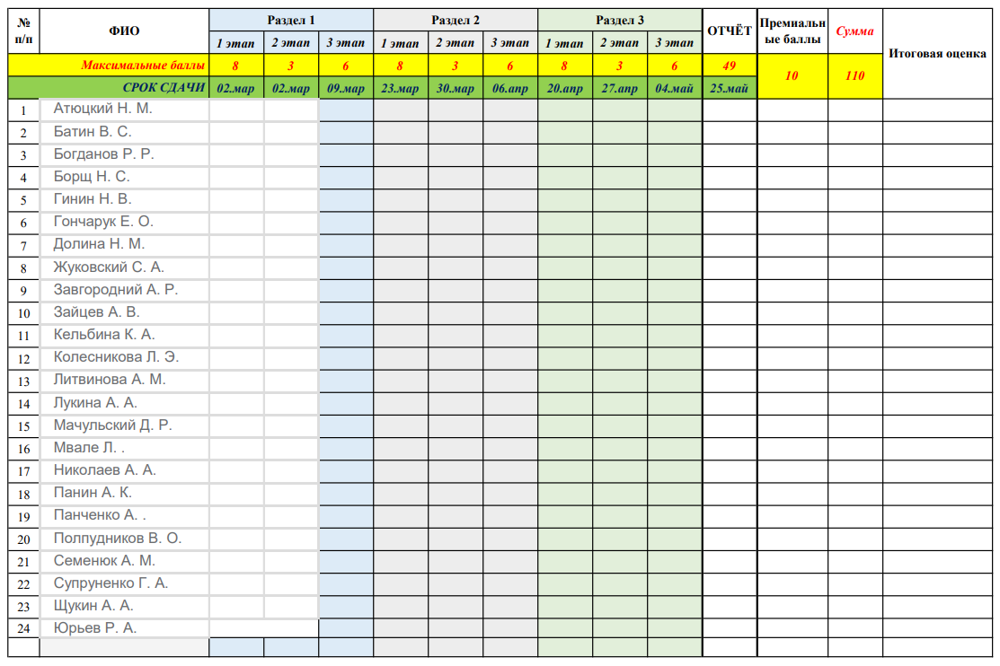 № п/п ФИО Раздел 1 Раздел 2 Раздел 3 ОТЧЁТ Премиальн ые баллы Сумма Итоговая оценка
1 этап 2 этап 3 этап 1 этап 2 этап 3 этап 1 этап 2 этап 3 этап
Максимальные баллы 8 3 6 8 3 6 8 3 6 49 10 110
СРОК СДАЧИ 02.мар 02.мар 09.мар 23.мар 30.мар 06.апр 20.апр 27.апр 04.май 25.май
1 Атюцкий Н. М.
2 Батин В. С.
3 Богданов Р. Р.
4 Борщ Н. С.
5 Гинин Н. В.
6 Гончарук Е. О.
7 Долина Н. М.
8 Жуковский С. А.
9 Завгородний А. Р.
10 Зайцев А. В.
11 Кельбина К. А.
12 Колесникова Л. Э.
13 Литвинова А. М.
14 Лукина А. А.
15 Мачульский Д. Р.
16 Мвале Л. .
17 Николаев А. А.
18 Панин А. К.
19 Панченко А. .
20 Полпудников В. О.
21 Семенюк А. М.
22 Супруненко Г. А.
23 Щукин А. А.
24 Юрьев Р. А.